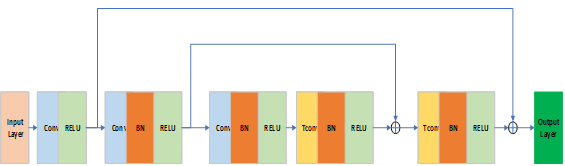 Input
Layer
Conv
RELU
Conv
BN
RELU
Conv
BN
RELU
Tconv
BN
RELU
Tconv
BN
RELU
Output
Layer